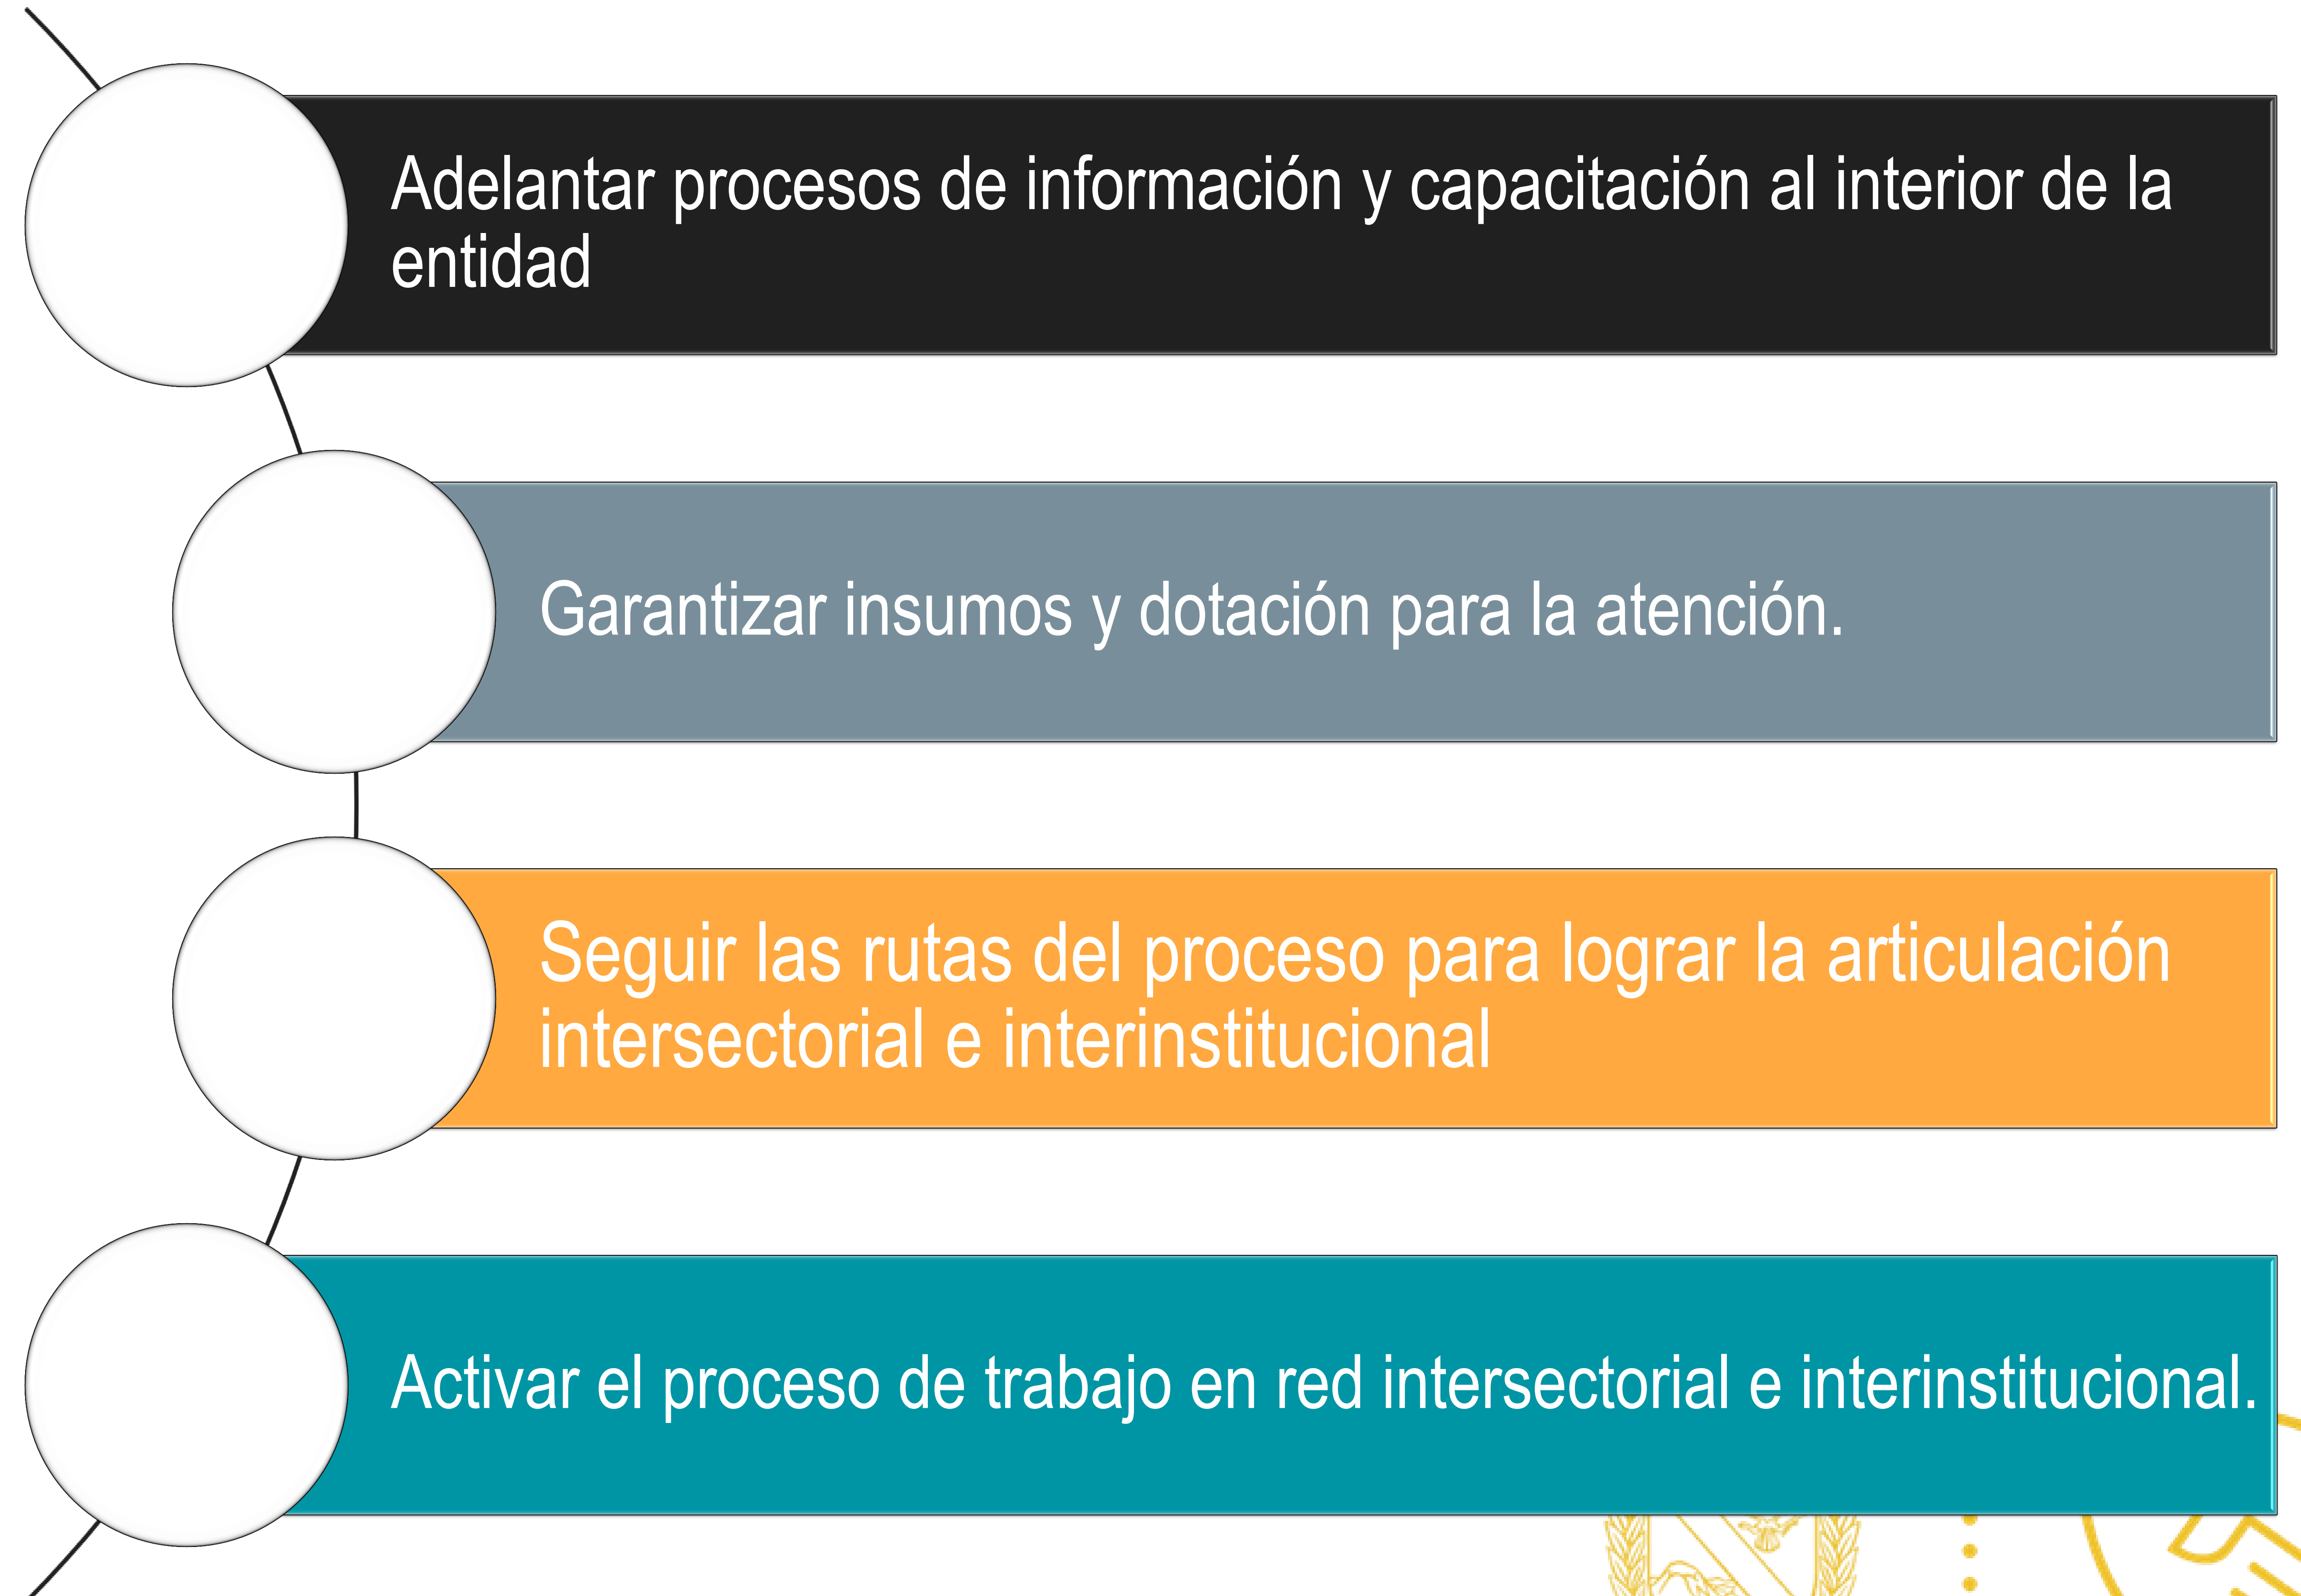 Adelantar procesos de información y capacitación al interior de la
entidad
Garantizar insumos y dotación para la atención.
Seguir las rutas del proceso para lograr la articulación
intersectorial e interinstitucional
Activar el proceso de trabajo en red intersectorial e interinstitucional.